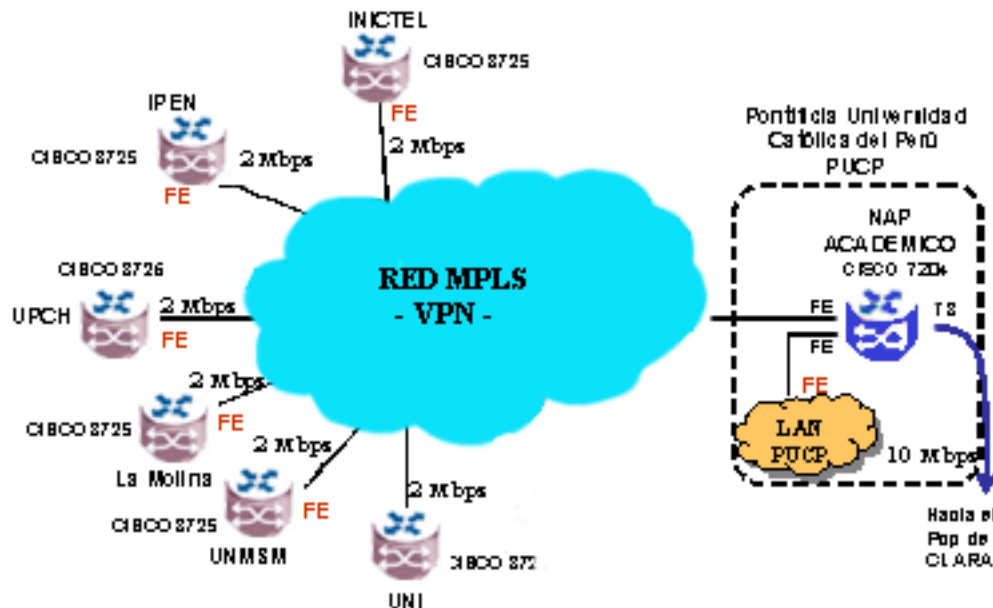 INICTEL
CISCO 3725
FE
2 Mbps
IPEN
CISCO 3725
2 Mbps
FE
CISCO 3725
UPCH
2 Mbps
FE
2 Mbps
CISCO 3725
FE
La Molina
2 Mbps
CISCO 3725
FE
UNMSM
2 Mbps
CISCO 372
UNI
RED MPLS
- VPN -
Pontificia Universidad
Católica del Perú
PUCP
NAP
ACADEMICO
CISCO 7204
FE
T3
FE
FE
LAN
PUCP
10 Mbps
Hacia el
Pop de
CLARA